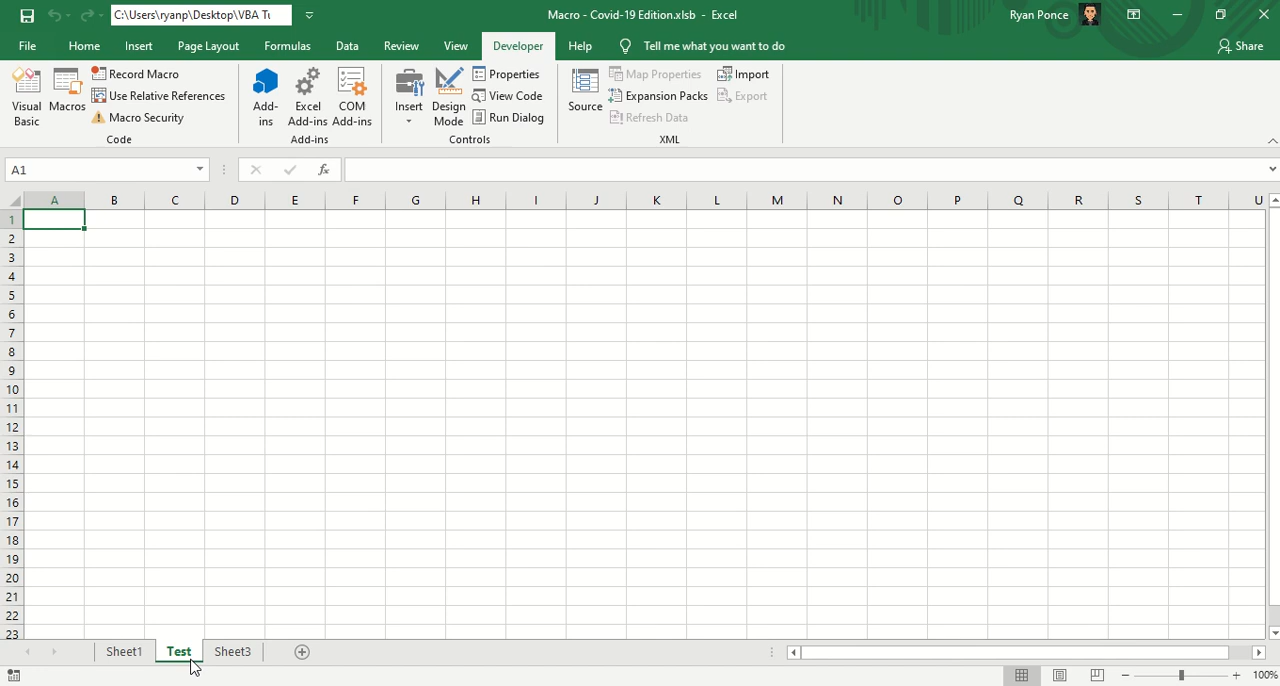 C:\Users\ryanp\Desktop\VBA Tu
Macro - Covid-19 Edition.xlsb - Excel
Ryan Ponce
File Home Insert Page Layout Formulas Data Review View Developer Help Tell me what you want to do Share
Visual Basic
Macros
Record Macro
Use Relative References
Macro Security
Code
Add-ins
Excel Add-ins
COM Add-ins
Add-ins
Insert
Design Mode
Properties
View Code
Run Dialog
Controls
Source
Map Properties
Expansion Packs
Refresh Data
Import
Export
XML
A1
fx
A B C D E F G H I J K L M N O P Q R S T U
1
2
3
4
5
6
7
8
9
10
11
12
13
14
15
16
17
18
19
20
21
22
23
Sheet1 Test Sheet3
100%